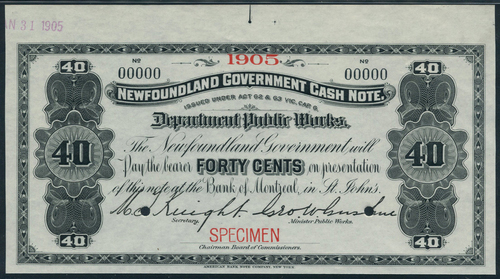 N 31 1905
1905
No No
00000 00000
40 40
NEWFOUNDLAND GOVERNMENT CASH NOTE.
ISSUED UNDER ACT 62 & 63 VIC. CAP 6.
Department Public Works.
The Newfoundland Government will
40 Pay the bearer FORTY CENTS on presentation 40
of this note at the Bank of Montreal, in St. Johns.
Secretary. Minister Public Works.
SPECIMEN
Chairman Board of Commissioners.
40 40
AMERICAN BANK NOTE COMPANY, NEW YORK.